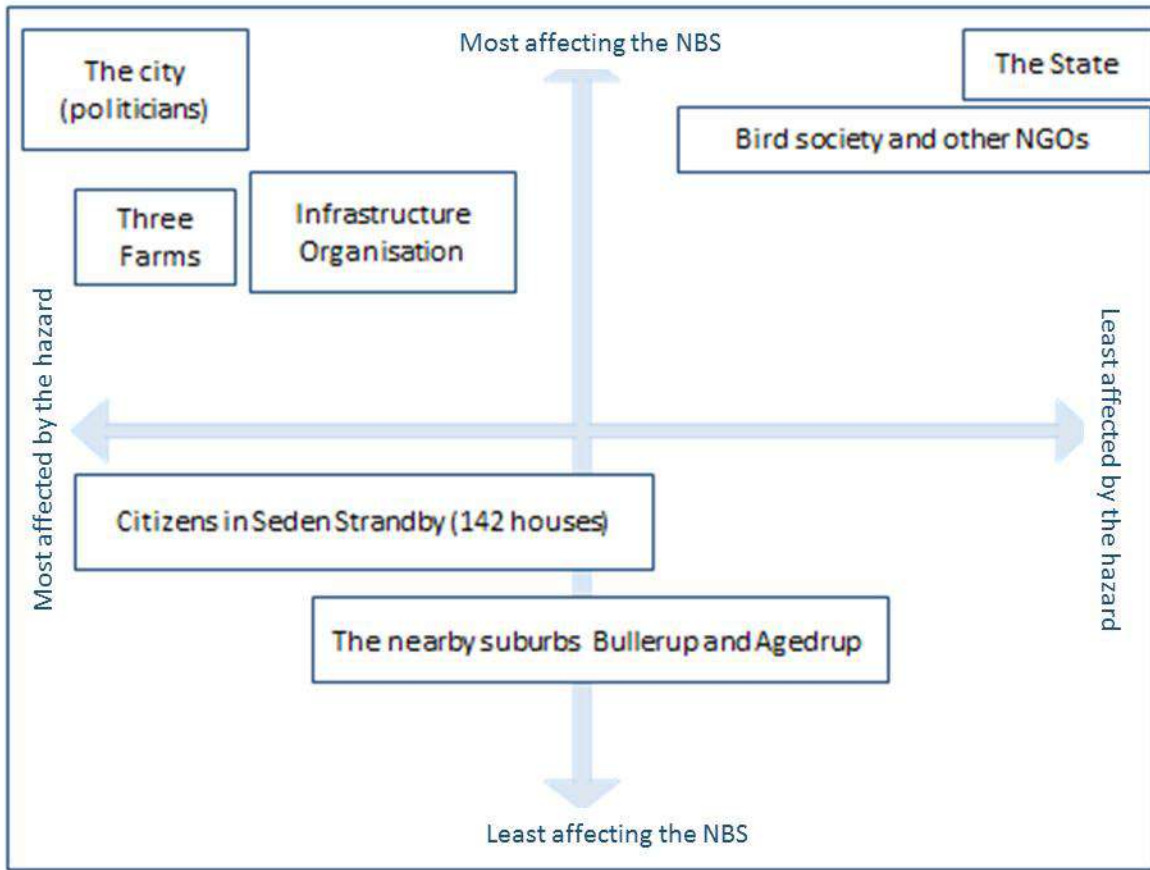 Most affecting the NBS
The city
(politicians)
The State
Bird society and other NGOs
Three
Farms
Infrastructure
Organisation
Most affected by the hazard
Least affected by the hazard
Citizens in Seden Strandby (142 houses)
The nearby suburbs Bullerup and Agedrup
Least affecting the NBS